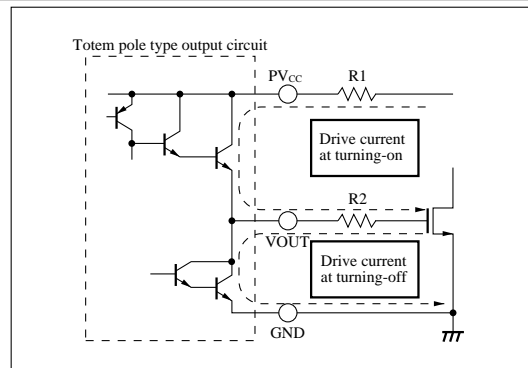 Totem pole type output circuit
PVCC
R1
Drive current
at turning-on
R2
VOUT
Drive current
at turning-off
GND